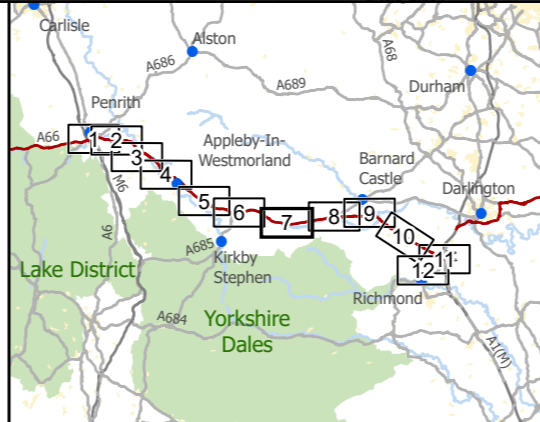 Carlisle
Alston
A686
A68
A689
Durham
Penrith
A66
1
2
3
4
5
6
7
8
9
10
11
12
Appleby-In-
Westmorland
Barnard
Castle
Darlington
M6
A6
A685
Kirkby
Stephen
Lake District
Richmond
A684
Yorkshire
Dales
A1(M)